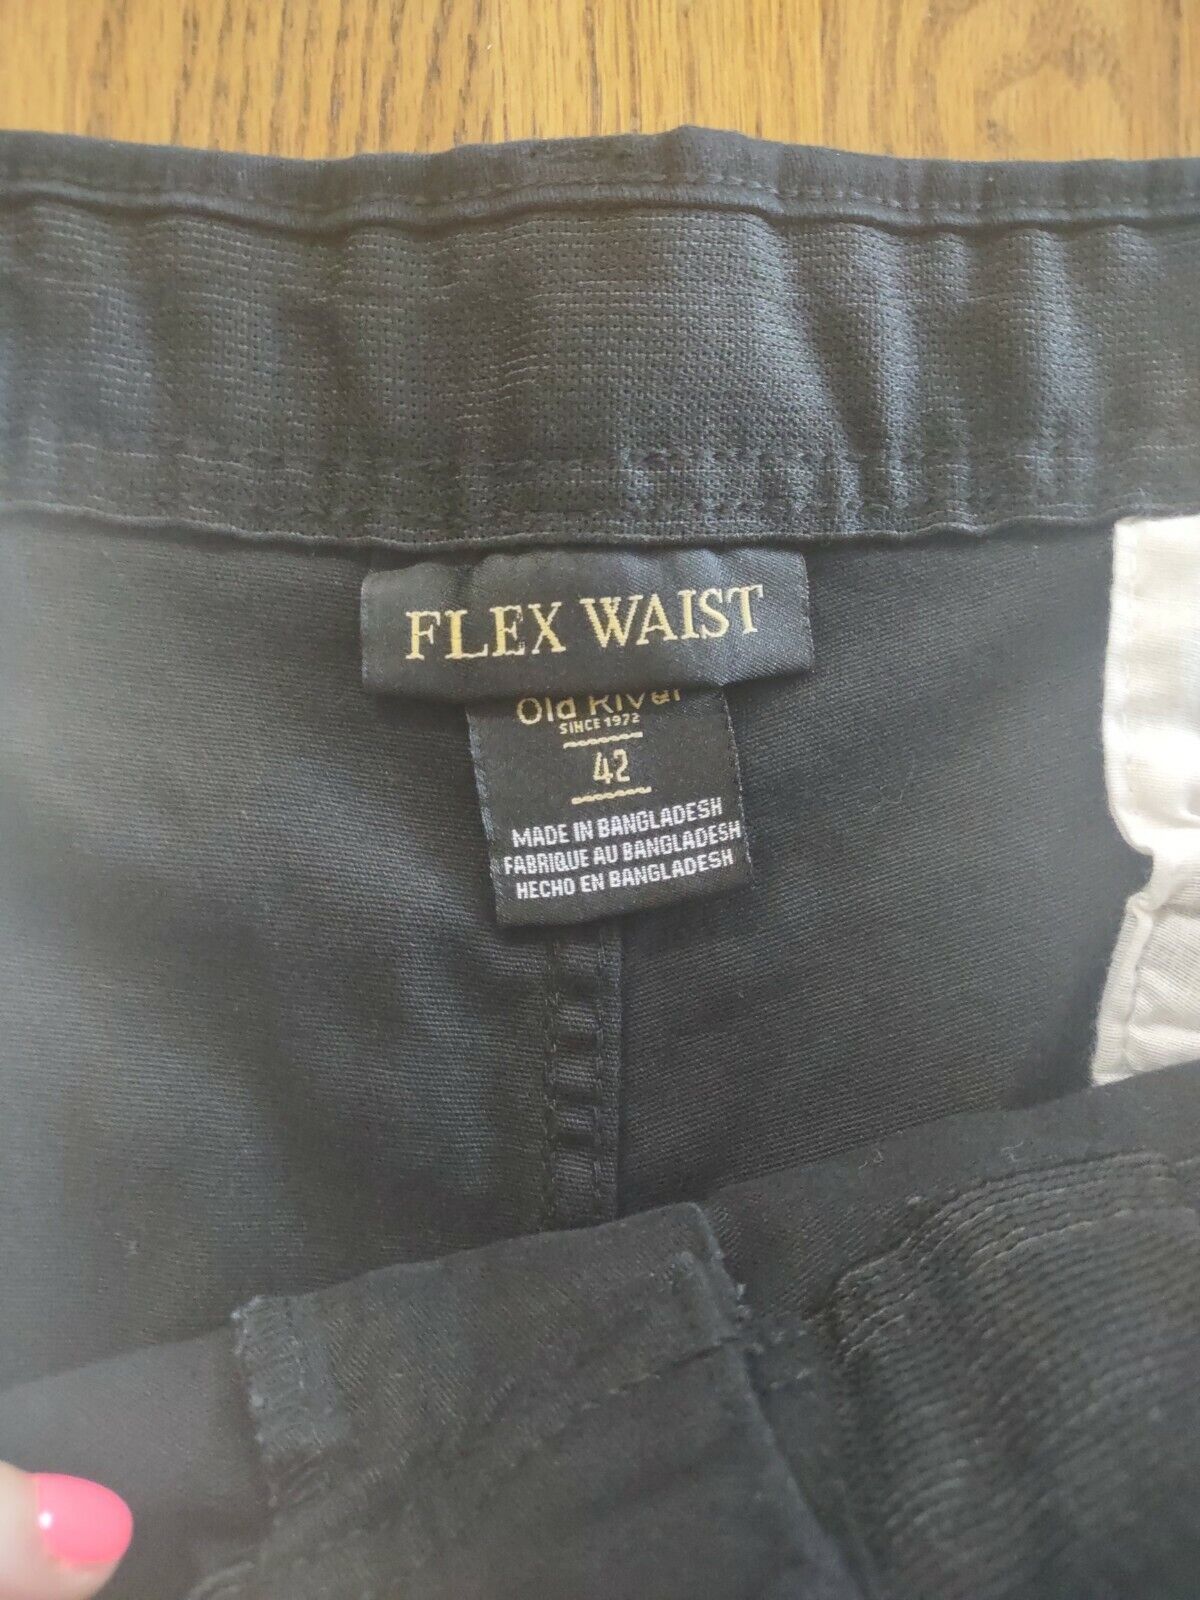 FLEX WAIST
Old River
SINCE 1972
42
MADE IN BANGLADESH
FABRIQUE AU BANGLADESH
HECHO EN BANGLADESH